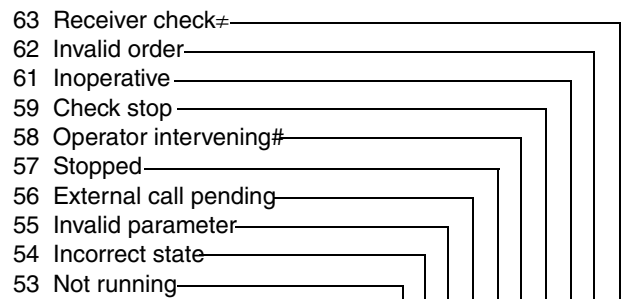 63 Receiver check≠
62 Invalid order
61 Inoperative
59 Check stop
58 Operator intervening#
57 Stopped
56 External call pending
55 Invalid parameter
54 Incorrect state
53 Not running